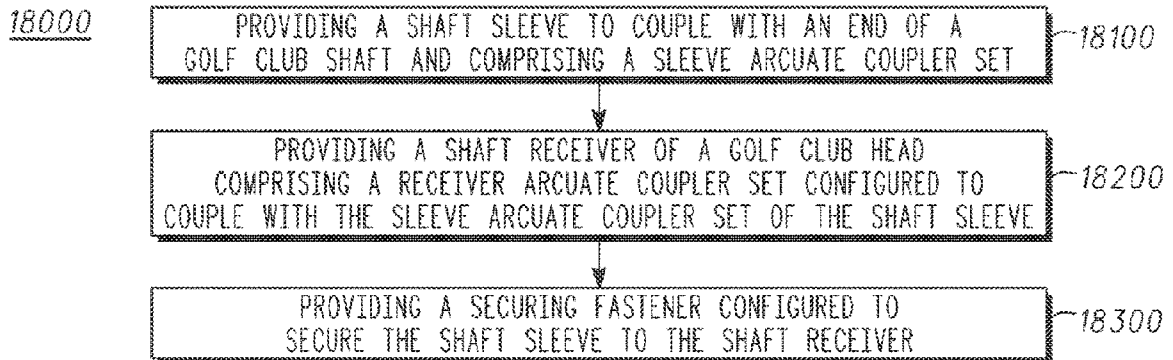 18000
PROVIDING A SHAFT SLEEVE TO COUPLE WITH AN END OF A
GOLF CLUB SHAFT AND COMPRISING A SLEEVE ARCUATE COUPLER SET
18100
PROVIDING A SHAFT RECEIVER OF A GOLF CLUB HEAD
COMPRISING A RECEIVER ARCUATE COUPLER SET CONFIGURED TO
COUPLE WITH THE SLEEVE ARCUATE COUPLER SET OF THE SHAFT SLEEVE
18200
PROVIDING A SECURING FASTENER CONFIGURED TO
SECURE THE SHAFT SLEEVE TO THE SHAFT RECEIVER
18300